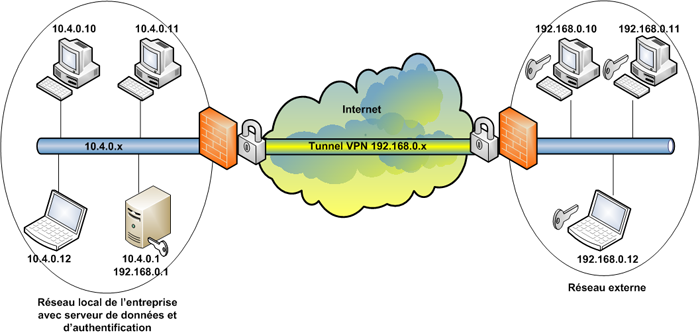 10.4.0.10
10.4.0.11
192.168.0.10
192.168.0.11
Internet
10.4.0.x
Tunnel VPN 192.168.0.x
10.4.0.12
10.4.0.1
192.168.0.1
192.168.0.12
Réseau local de l'entreprise
avec serveur de données et
d'authentification
Réseau externe